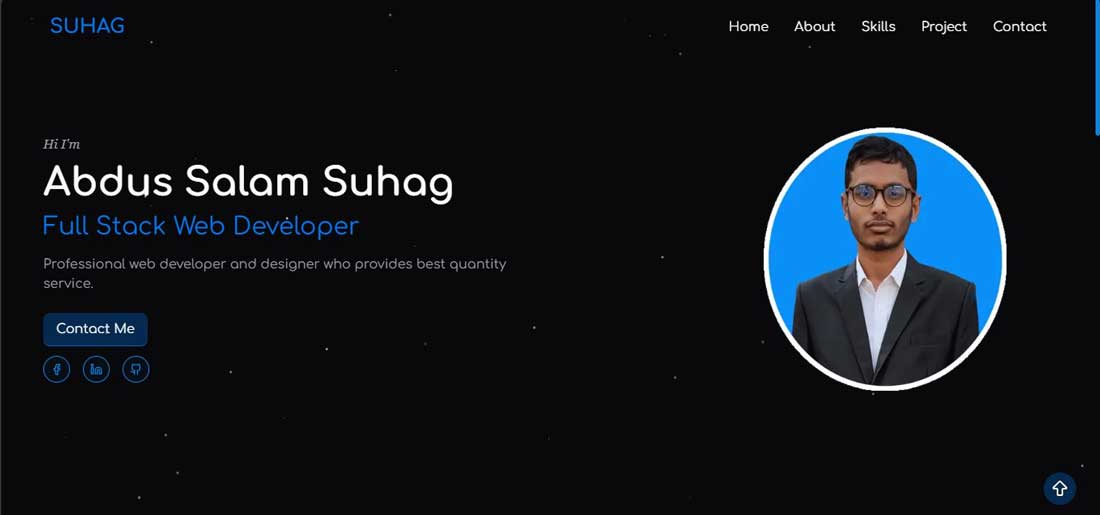 SUHAG
Home About Skills Project Contact
Hi I'm
Abdus Salam Suhag
Full Stack Web Developer
Professional web developer and designer who provides best quantity
service.
Contact Me